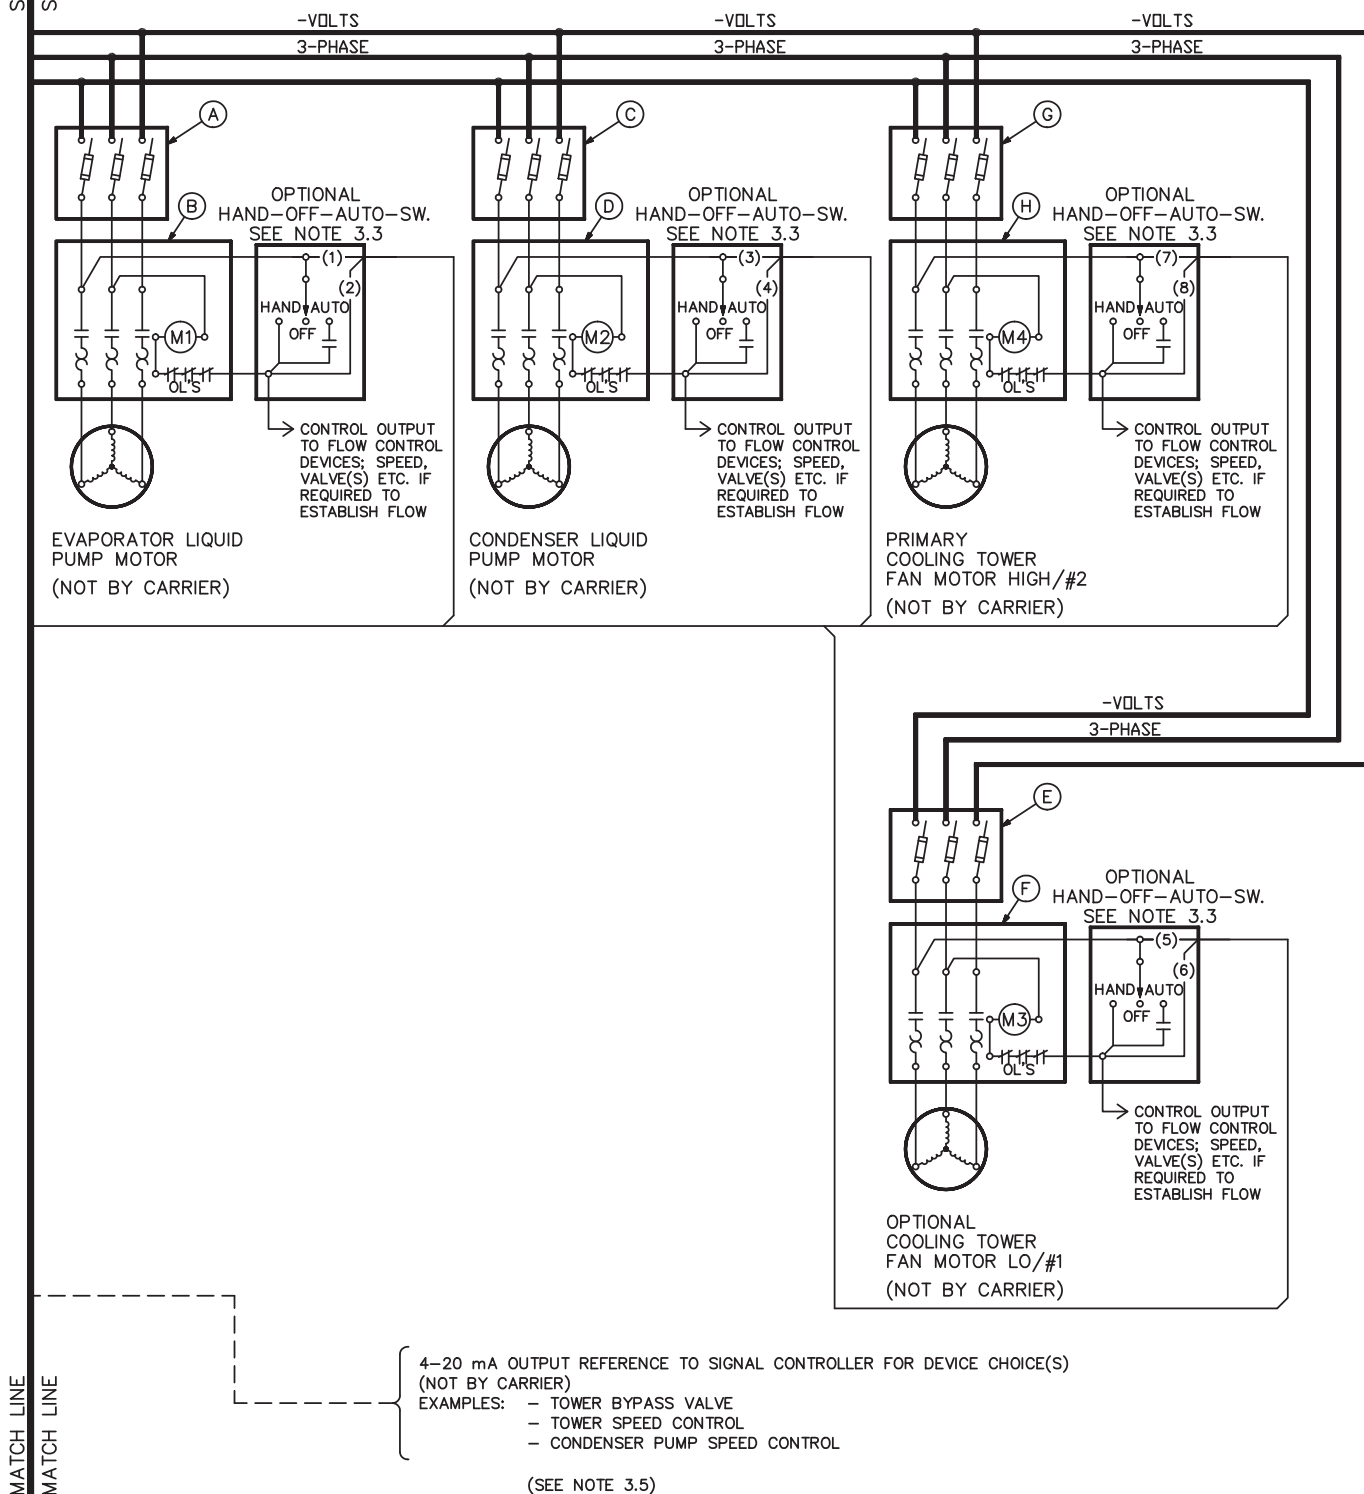 S
S
-VOLTS
3-PHASE
-VOLTS
3-PHASE
-VOLTS
3-PHASE
A
B
OPTIONAL
HAND-OFF-AUTO-SW.
SEE NOTE 3.3
(1)
(2)
HAND AUTO
OFF
M1
OL'S
CONTROL OUTPUT
TO FLOW CONTROL
DEVICES; SPEED,
VALVE(S) ETC. IF
REQUIRED TO
ESTABLISH FLOW
EVAPORATOR LIQUID
PUMP MOTOR
(NOT BY CARRIER)
C
D
OPTIONAL
HAND-OFF-AUTO-SW.
SEE NOTE 3.3
(3)
(4)
HAND AUTO
OFF
M2
OL'S
CONTROL OUTPUT
TO FLOW CONTROL
DEVICES; SPEED,
VALVE(S) ETC. IF
REQUIRED TO
ESTABLISH FLOW
CONDENSER LIQUID
PUMP MOTOR
(NOT BY CARRIER)
G
H
OPTIONAL
HAND-OFF-AUTO-SW.
SEE NOTE 3.3
(7)
(8)
HAND AUTO
OFF
M4
OL'S
CONTROL OUTPUT
TO FLOW CONTROL
DEVICES; SPEED,
VALVE(S) ETC. IF
REQUIRED TO
ESTABLISH FLOW
PRIMARY
COOLING TOWER
FAN MOTOR HIGH/#2
(NOT BY CARRIER)
-VOLTS
3-PHASE
E
F
OPTIONAL
HAND-OFF-AUTO-SW.
SEE NOTE 3.3
(5)
(6)
HAND AUTO
OFF
M3
OL'S
CONTROL OUTPUT
TO FLOW CONTROL
DEVICES; SPEED,
VALVE(S) ETC. IF
REQUIRED TO
ESTABLISH FLOW
OPTIONAL
COOLING TOWER
FAN MOTOR LO/#1
(NOT BY CARRIER)
MATCH LINE
MATCH LINE
4-20 mA OUTPUT REFERENCE TO SIGNAL CONTROLLER FOR DEVICE CHOICE(S)
(NOT BY CARRIER)
EXAMPLES: - TOWER BYPASS VALVE
- TOWER SPEED CONTROL
- CONDENSER PUMP SPEED CONTROL
(SEE NOTE 3.5)